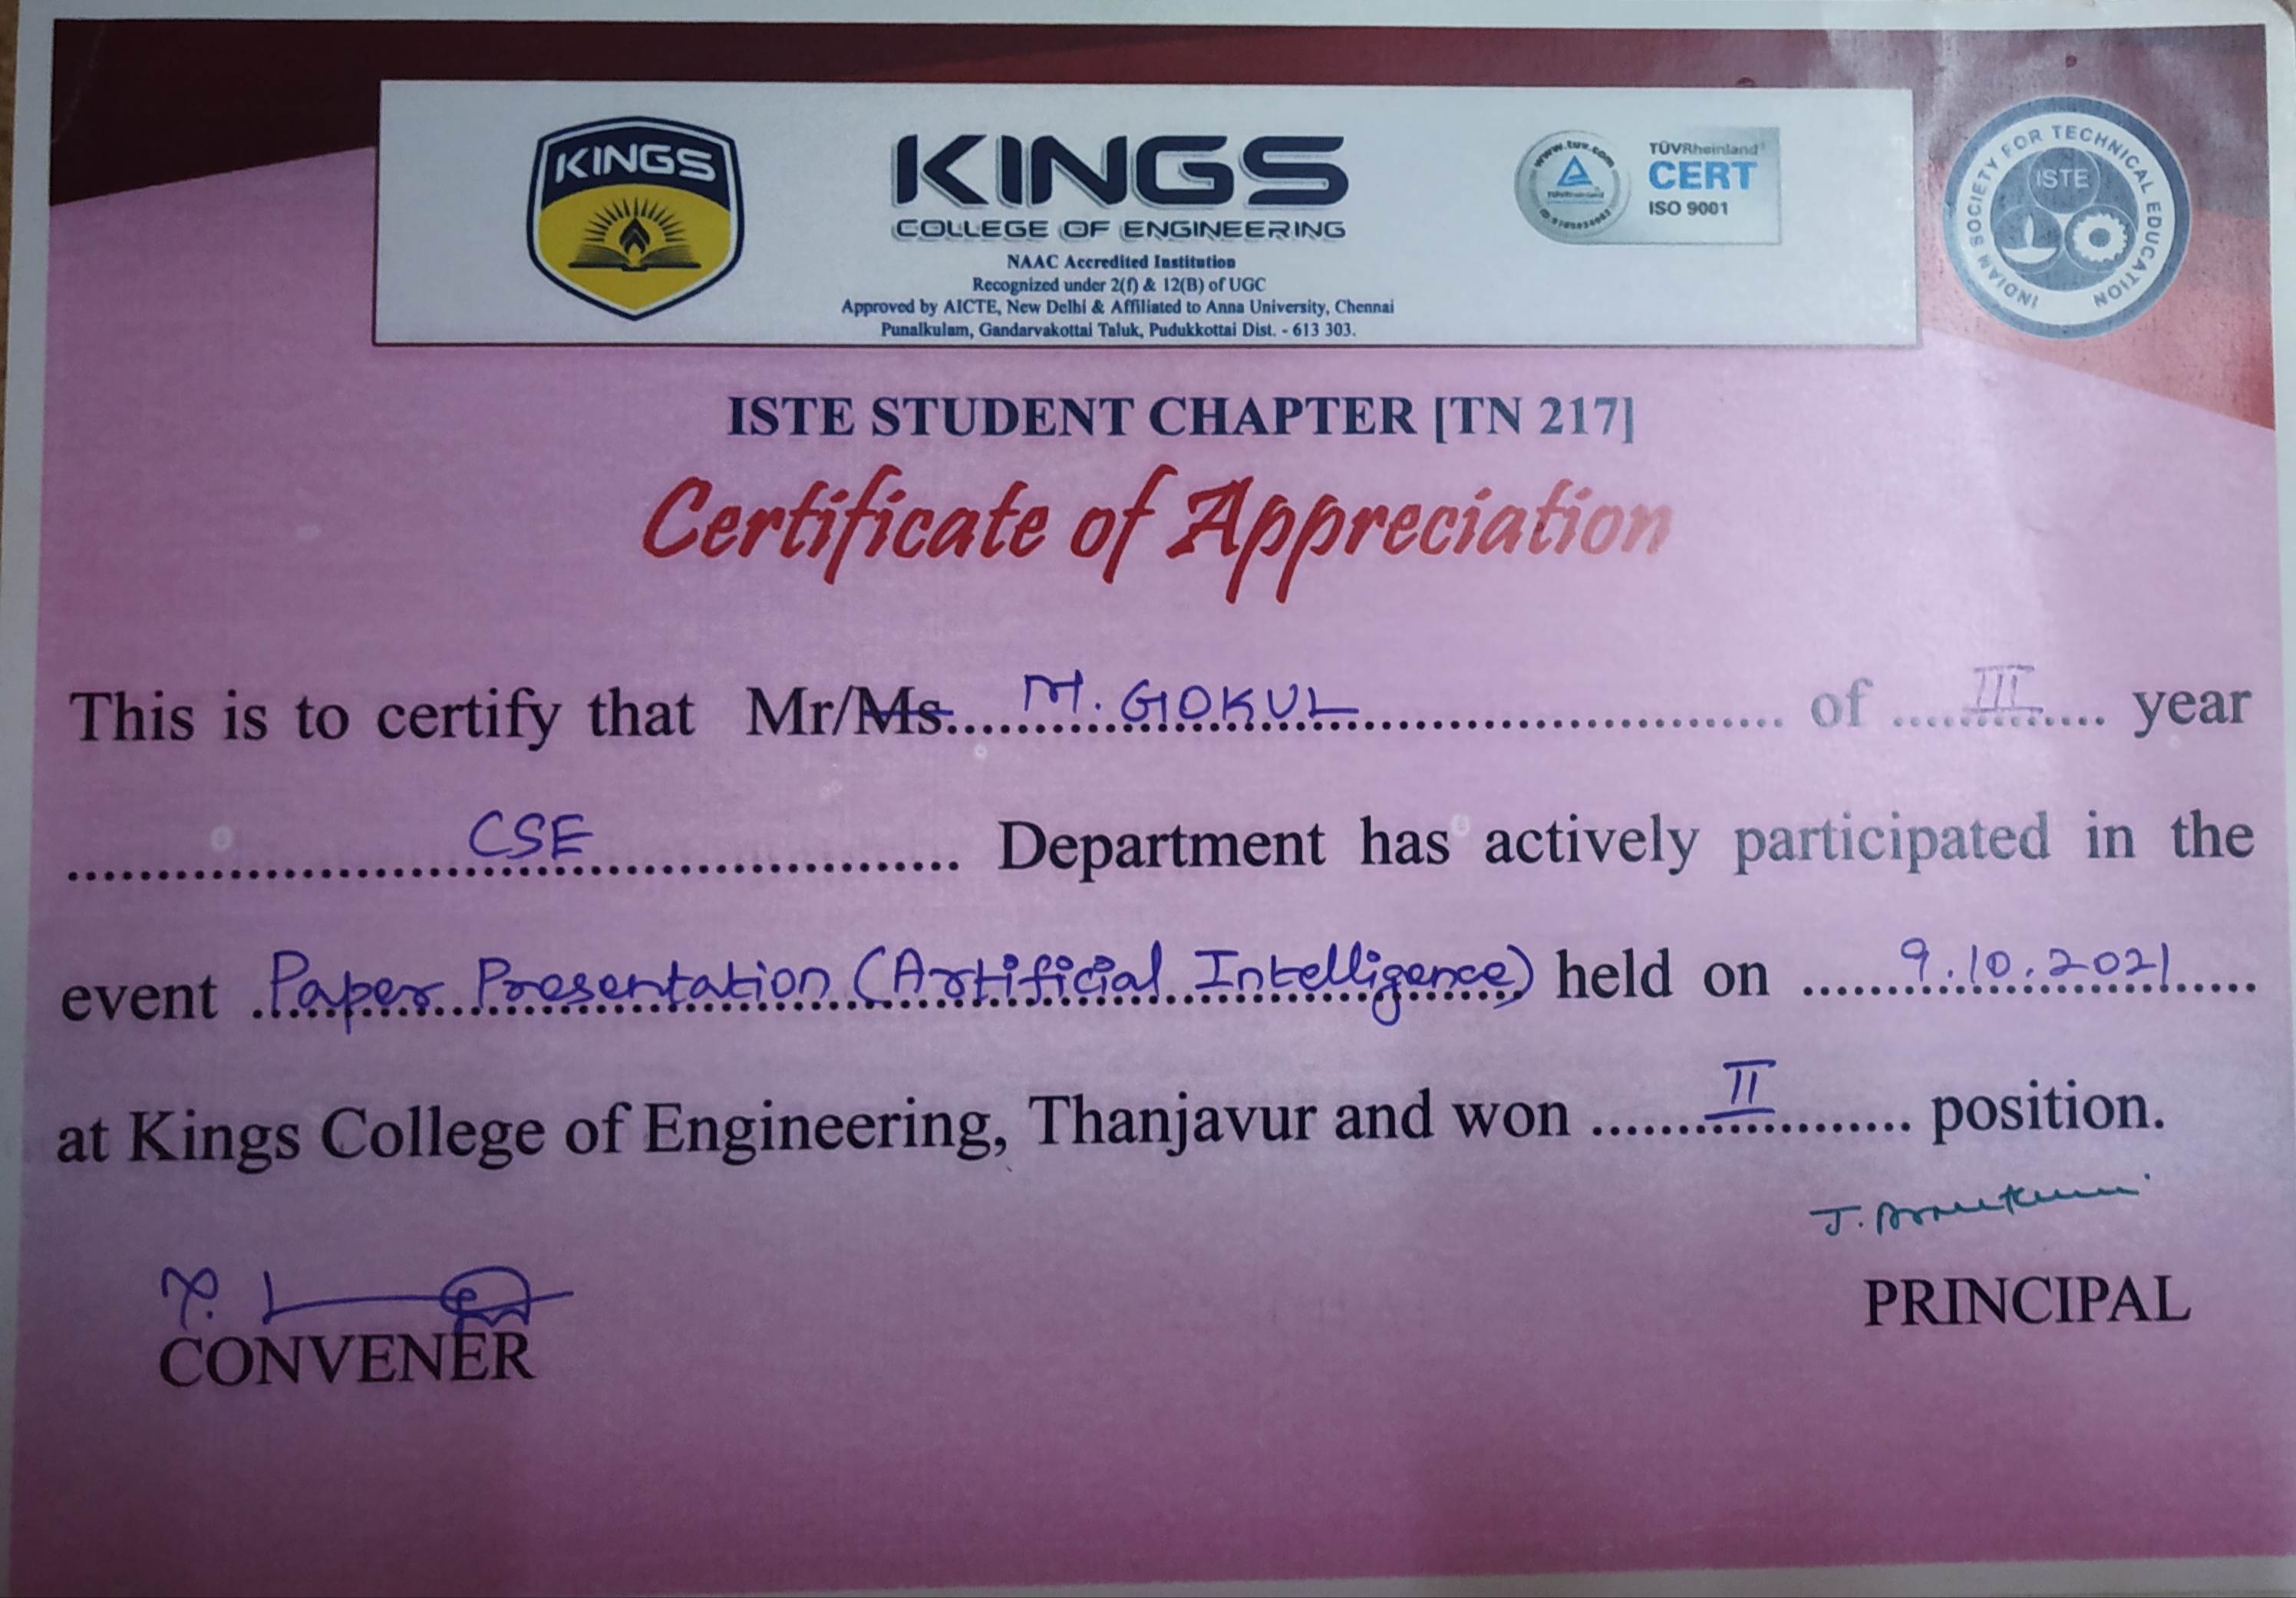 KINGS
KINGS
COLLEGE OF ENGINEERING
NAAC Accredited Institution
Recognized under 2(f) & 12(B) of UGC
Approved by AICTE, New Delhi & Affiliated to Anna University, Chennai
Punalkulam, Gandarvakottai Taluk, Pudukkottai Dist. - 613 303.
www.tuv.com
TÜVRheinland
CERT
ISO 9001
INDIAN SOCIETY FOR TECHNICAL EDUCATION
ISTE
ISTE STUDENT CHAPTER [TN 217]
Certificate of Appreciation
This is to certify that Mr/Ms. M. GOKUL of III year
CSE Department has actively participated in the
event Paper Presentation (Artificial Intelligence) held on 9.10.2021
at Kings College of Engineering, Thanjavur and won II position.
CONVENER
PRINCIPAL